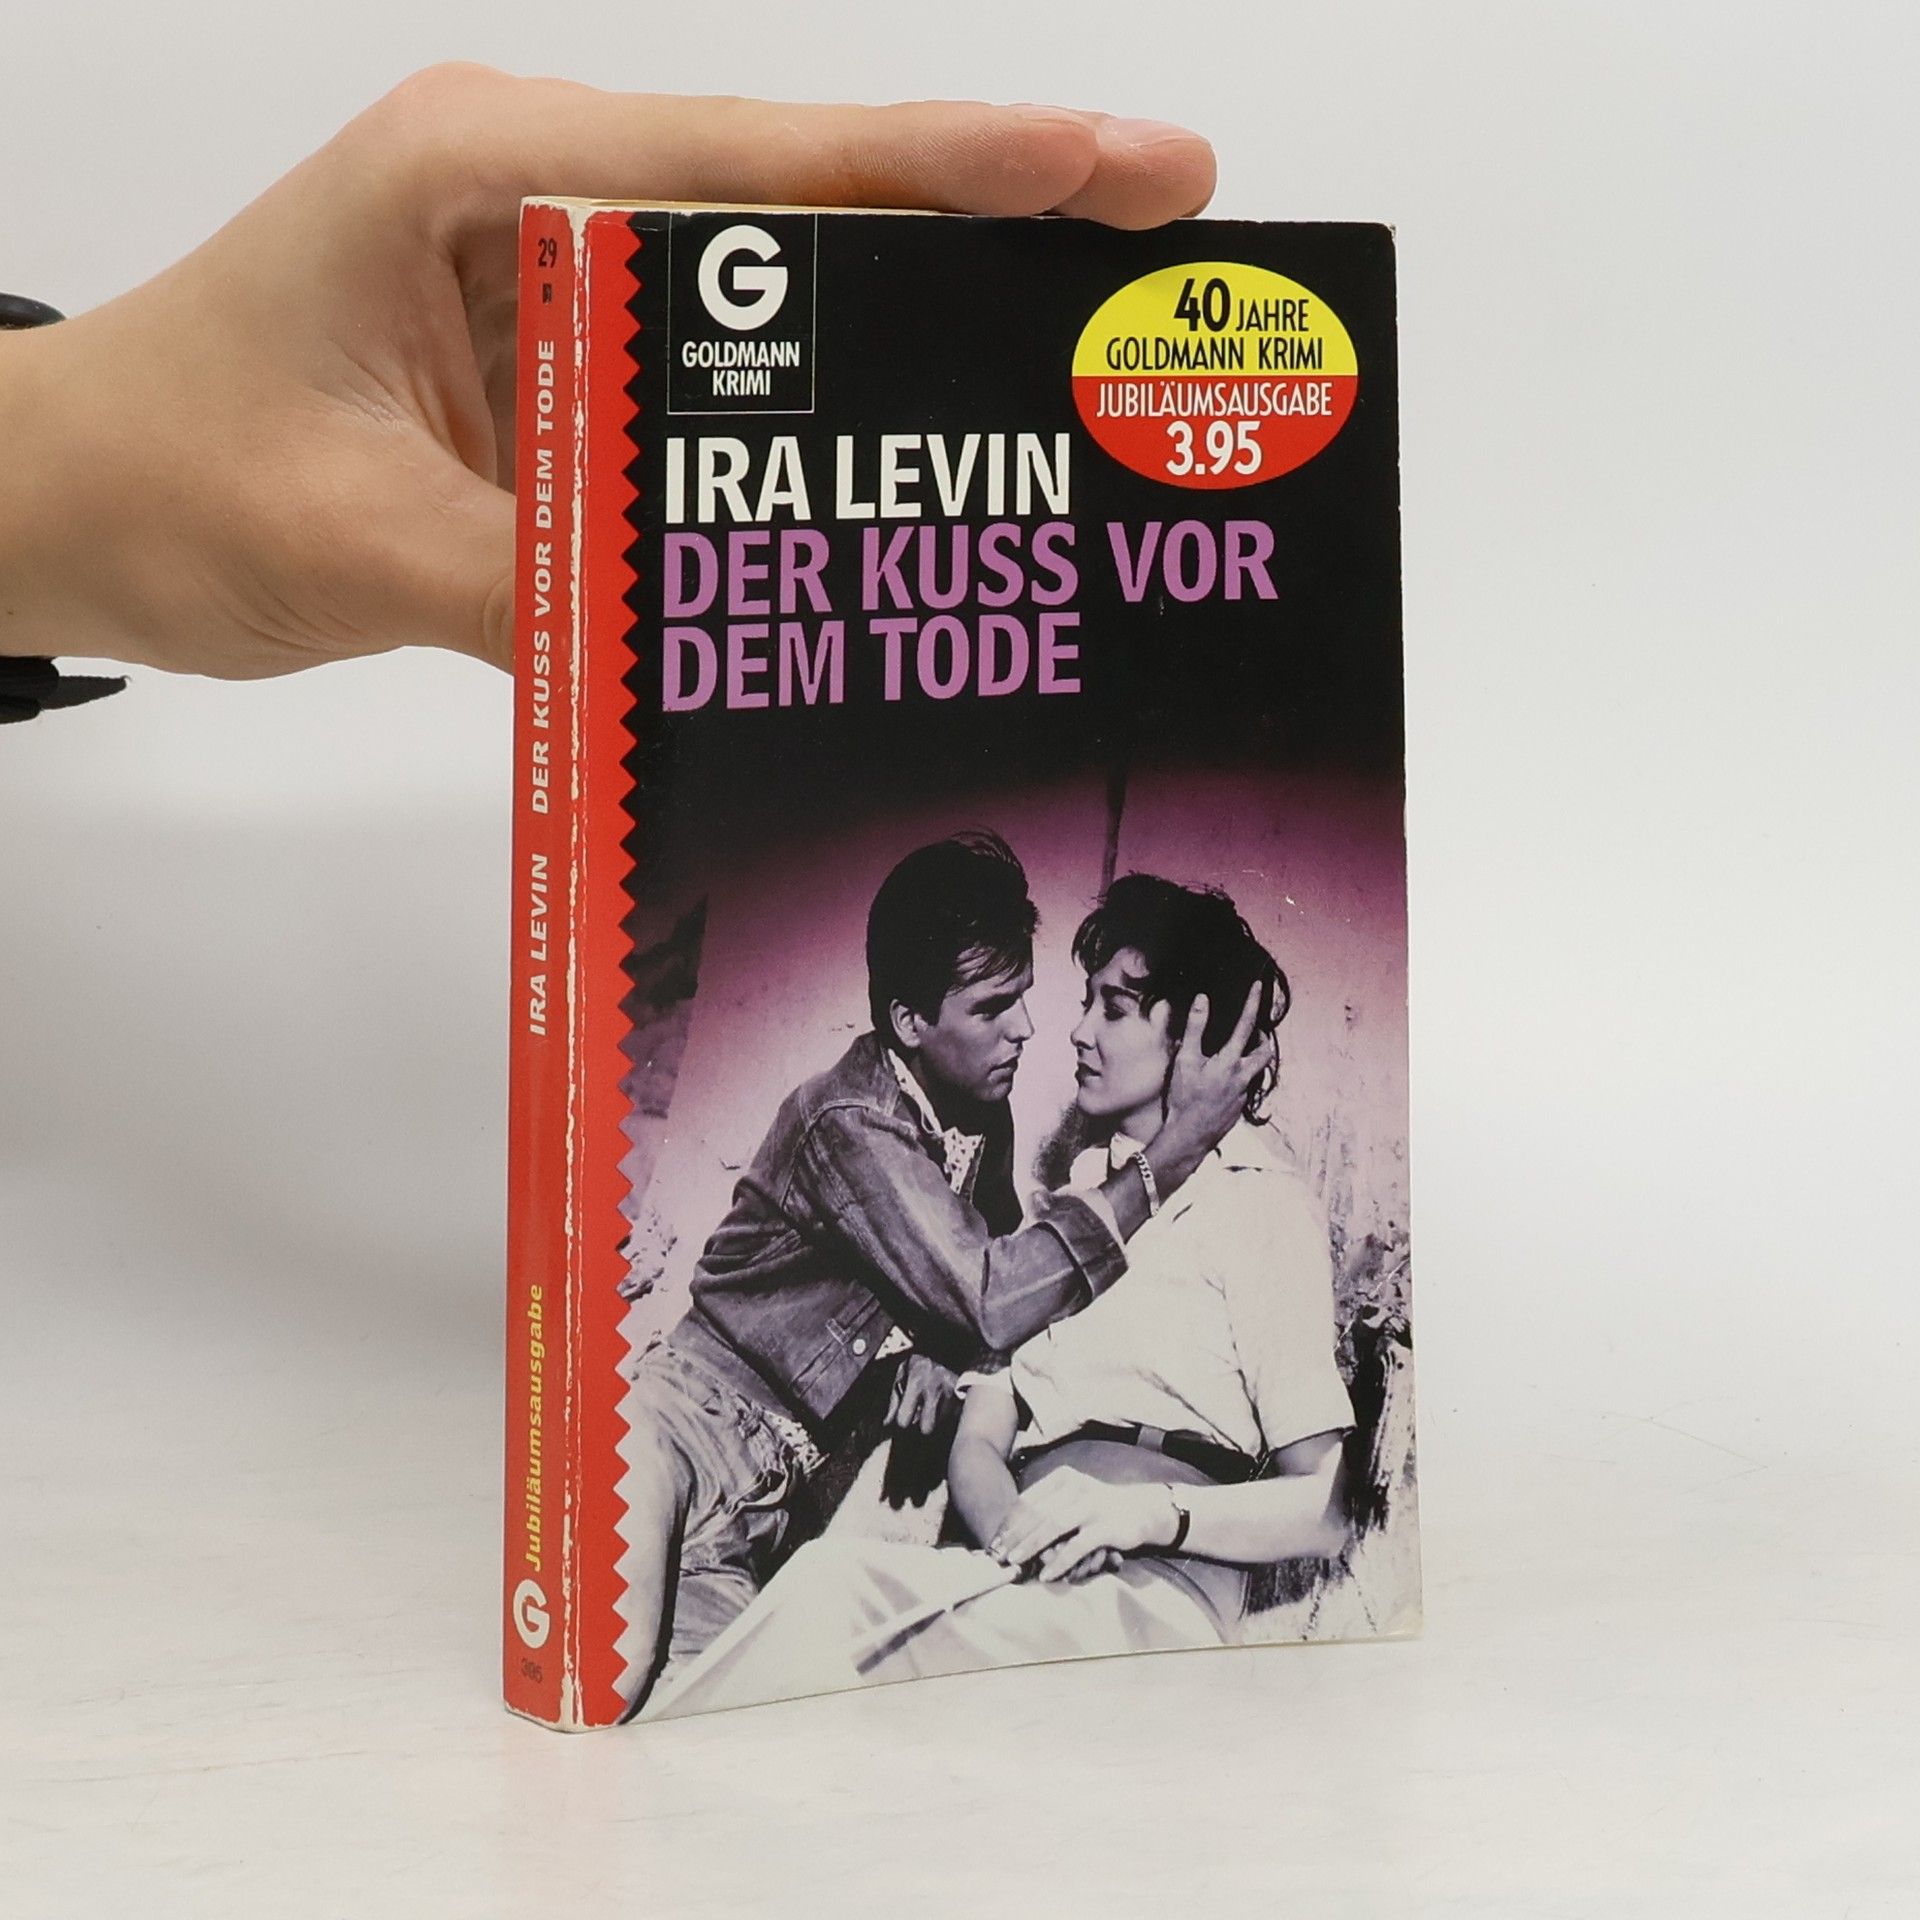 G
GOLDMANN
KRIMI
40 JAHRE
GOLDMANN KRIMI
JUBILÄUMSAUSGABE
3.95
IRA LEVIN
DER KUSS VOR
DEM TODE
29
IRA LEVIN DER KUSS VOR DEM TODE
G Jubiläumsausgabe